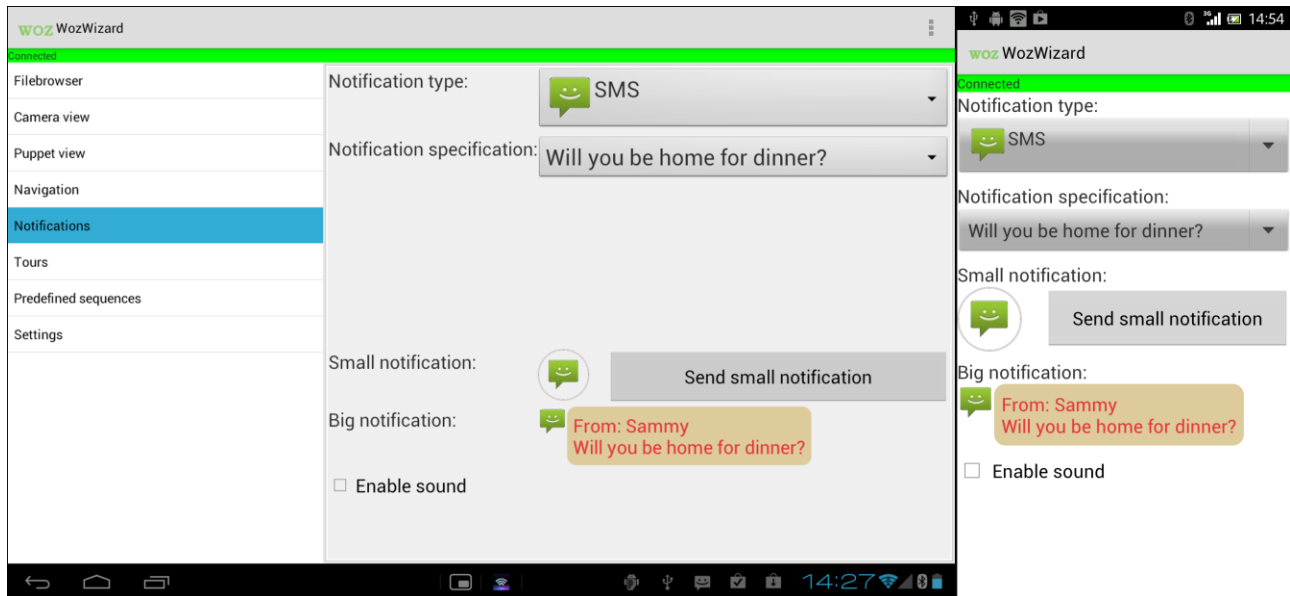 woz WozWizard
Connected
Filebrowser
Camera view
Puppet view
Navigation
Notifications
Tours
Predefined sequences
Settings
Notification type:
SMS
Notification specification:
Will you be home for dinner?
Small notification:
Send small notification
Big notification:
From: Sammy
Will you be home for dinner?
Enable sound
14:27
3G 14:54
woz WozWizard
Connected
Notification type:
SMS
Notification specification:
Will you be home for dinner?
Small notification:
Send small notification
Big notification:
From: Sammy
Will you be home for dinner?
Enable sound